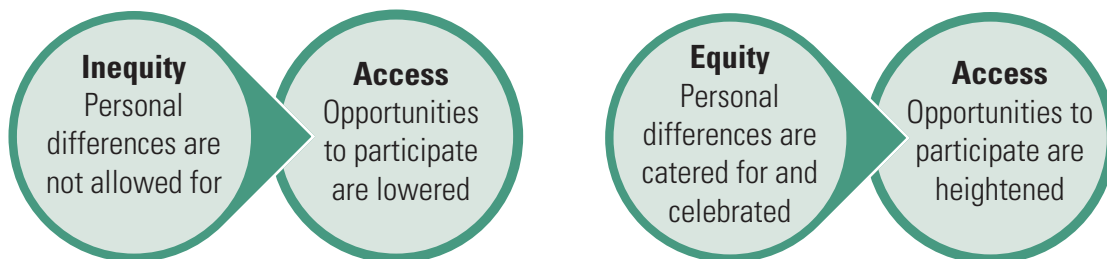 Inequity
Personal
differences are
not allowed for
Access
Opportunities
to participate
are lowered
Equity
Personal
differences are
catered for and
celebrated
Access
Opportunities to
participate are
heightened